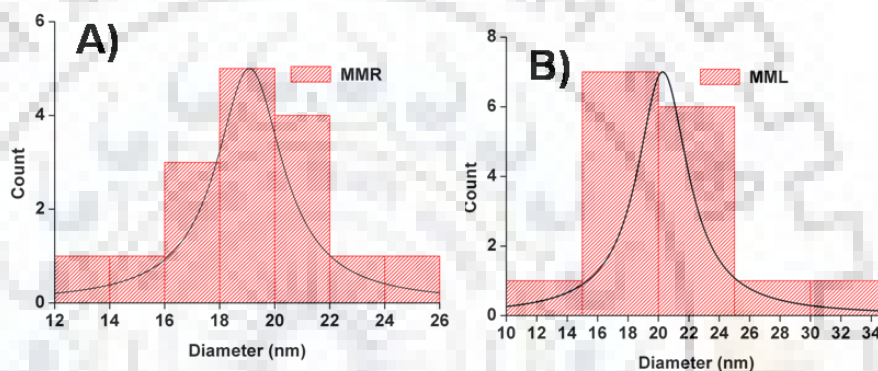 A)
MMR
6
4
2
0
Count
12 14 16 18 20 22 24 26
Diameter (nm)
B)
MML
8
6
4
2
0
Count
10 12 14 16 18 20 22 24 26 28 30 32 34
Diameter (nm)